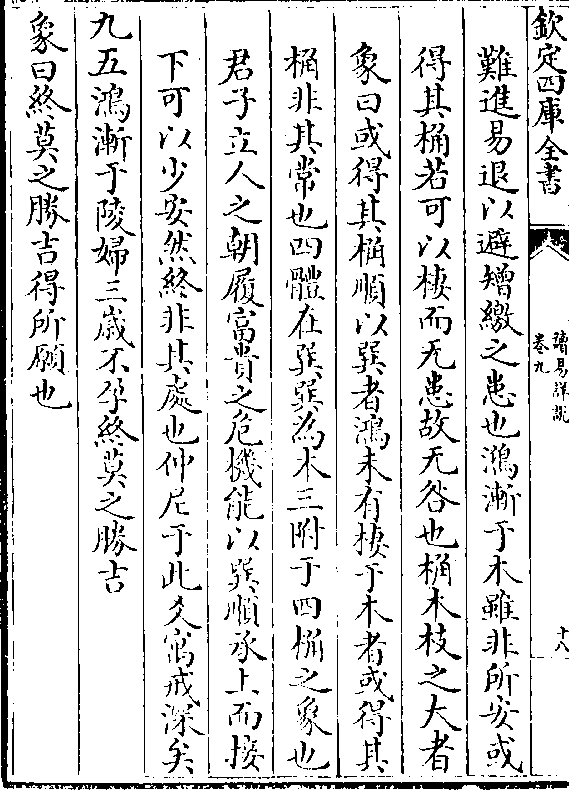 欽定四庫全書
讀易詳說
卷九
十八
難進易退以避矰繳之患也鴻漸于木雖非所安或
得其桷若可以棲而无患故无咎也桷木枝之大者
象曰或得其桷順以巽者鴻未有棲于木者或得其
桷非其常也四體在巽巽為木三附于四桷之象也
君子立人之朝履富貴之危機能以巽順承上而接
下可以少安然終非其處也仲尼于此爻寓戒深矣
九五鴻漸于陵婦三歲不孕終莫之勝吉
象曰終莫之勝吉得所願也